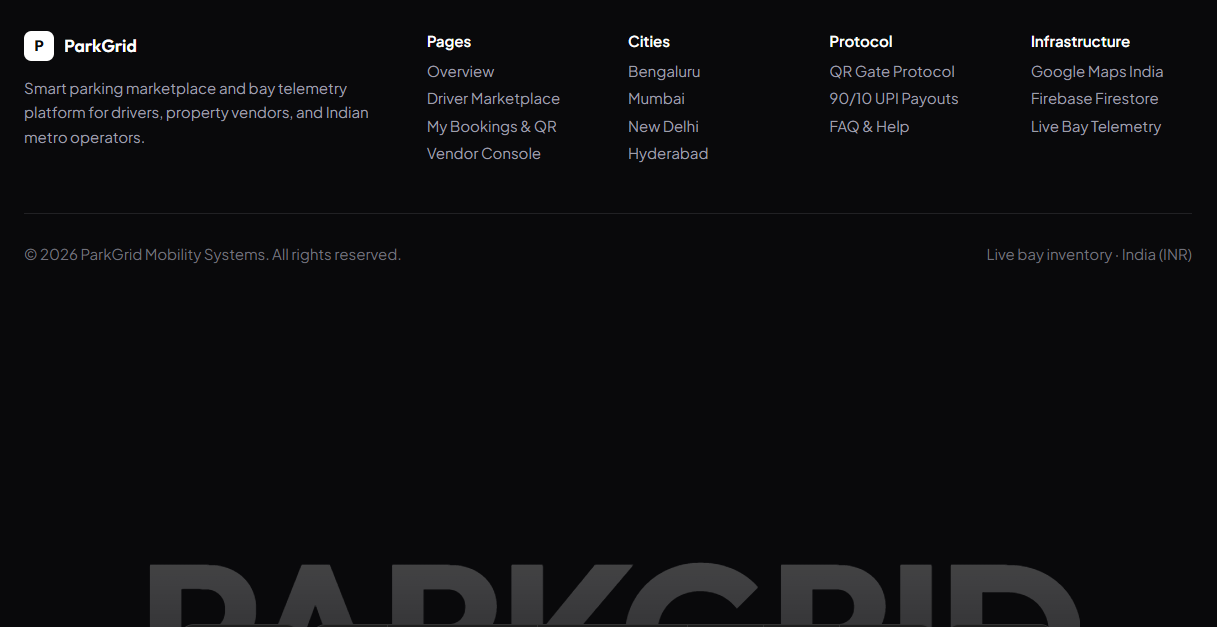 P ParkGrid
Smart parking marketplace and bay telemetry
platform for drivers, property vendors, and Indian
metro operators.
Pages
Overview
Driver Marketplace
My Bookings & QR
Vendor Console
Cities
Bengaluru
Mumbai
New Delhi
Hyderabad
Protocol
QR Gate Protocol
90/10 UPI Payouts
FAQ & Help
Infrastructure
Google Maps India
Firebase Firestore
Live Bay Telemetry
© 2026 ParkGrid Mobility Systems. All rights reserved.
Live bay inventory · India (INR)
PARKGRID